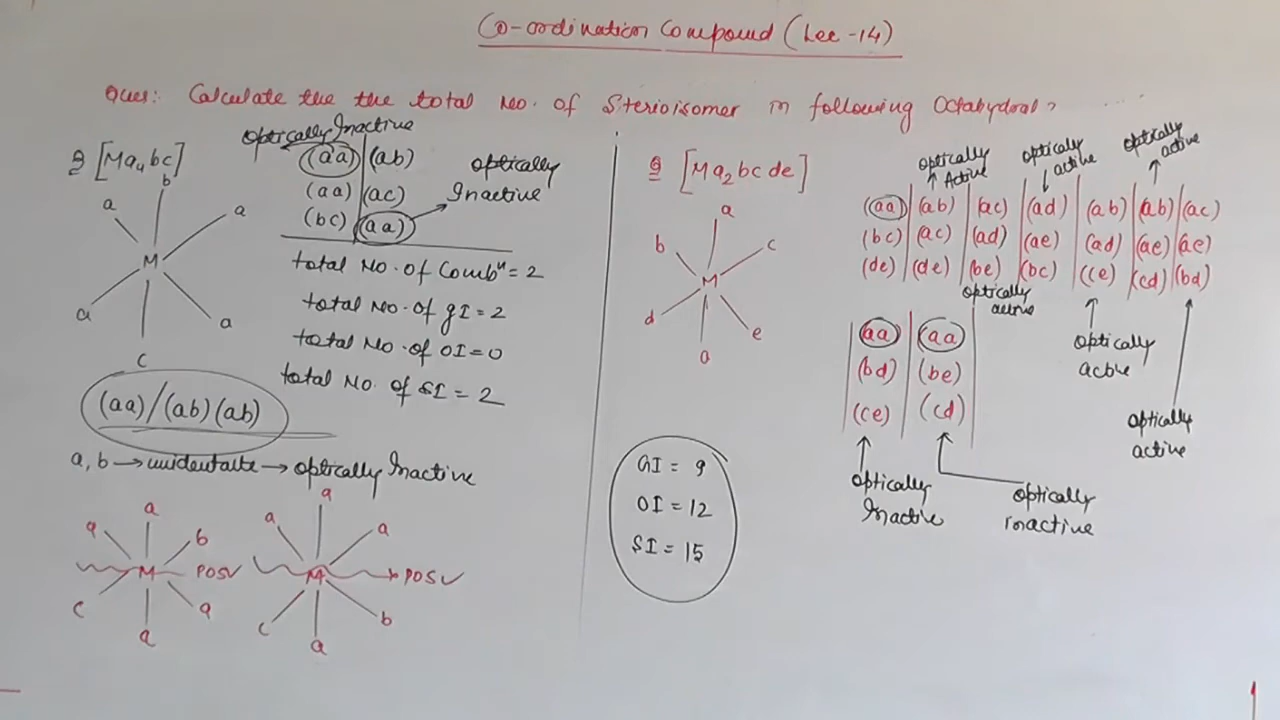 Co-ordination Compound (Lec -14)
Ques: Calculate the the total No. of Sterioisomer in following Octahydral?
Q [Ma₄bc]
optically Inactive
(aa) (ab)
(aa) (ac)
(bc) (aa)
optically
Inactive
b
a a
M
a a
c
total No. of Combⁿ = 2
total No. of gI = 2
total No. of OI = 0
total No. of SI = 2
(aa)/(ab)(ab)
a, b → unidentate → optically Inactive
a
a b
M POSV
c a
a
a
a a
M POSV
c b
a
Q [Ma₂bcde]
a
b c
M
d e
a
optically
Active
optically
active
optically
active
(aa) (ab) (ac) (ad) (ab) (ab) (ac)
(bc) (ac) (ad) (ae) (ad) (ae) (ae)
(de) (de) (be) (bc) (ce) (cd) (bd)
optically
active
optically
active
optically
active
(aa) (aa)
(bd) (be)
(ce) (cd)
optically
Inactive
optically
inactive
GI = 9
OI = 12
SI = 15